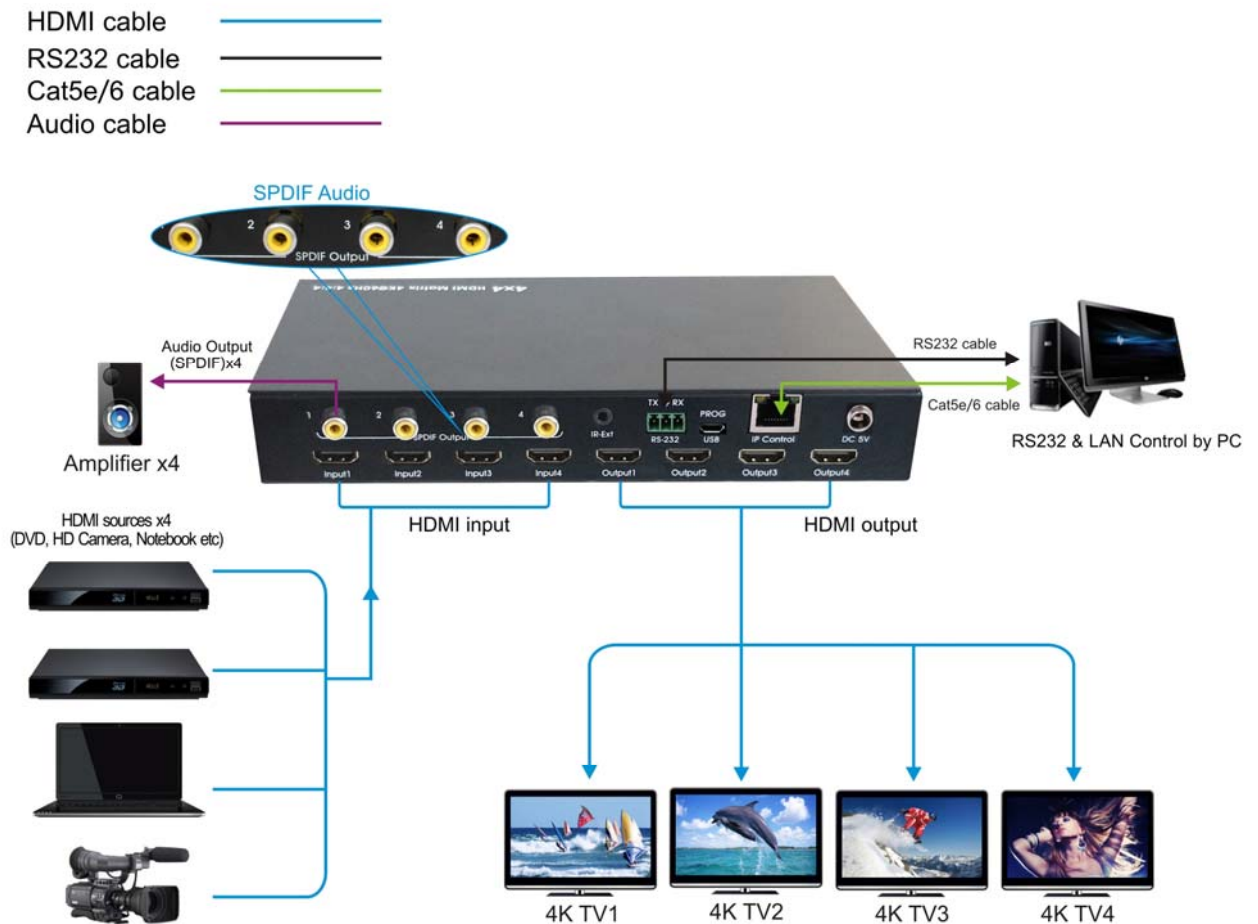 HDMI cable
RS232 cable
Cat5e/6 cable
Audio cable
SPDIF Audio
2 3 4
SPDIF Output
4x4 HDMI Matrix
Audio Output
(SPDIF)x4
RS232 cable
Cat5e/6 cable
Amplifier x4
RS232 & LAN Control by PC
1 2 3 4
SPDIF Output
IR-Ext
TX RX
RS-232
PROG
USB
IP Control
DC 5V
Input1 Input2 Input3 Input4 Output1 Output2 Output3 Output4
HDMI input
HDMI output
HDMI sources x4
(DVD, HD Camera, Notebook etc)
4K TV1
4K TV2
4K TV3
4K TV4